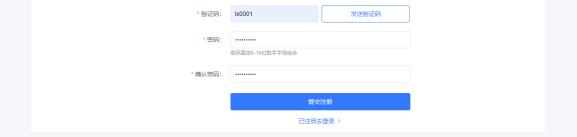 * 验证码: lx0001 发送验证码
* 密码: ••••••••••
密码需由8-16位数字字母组合
* 确认密码: ••••••••••
提交注册
已注册去登录 >